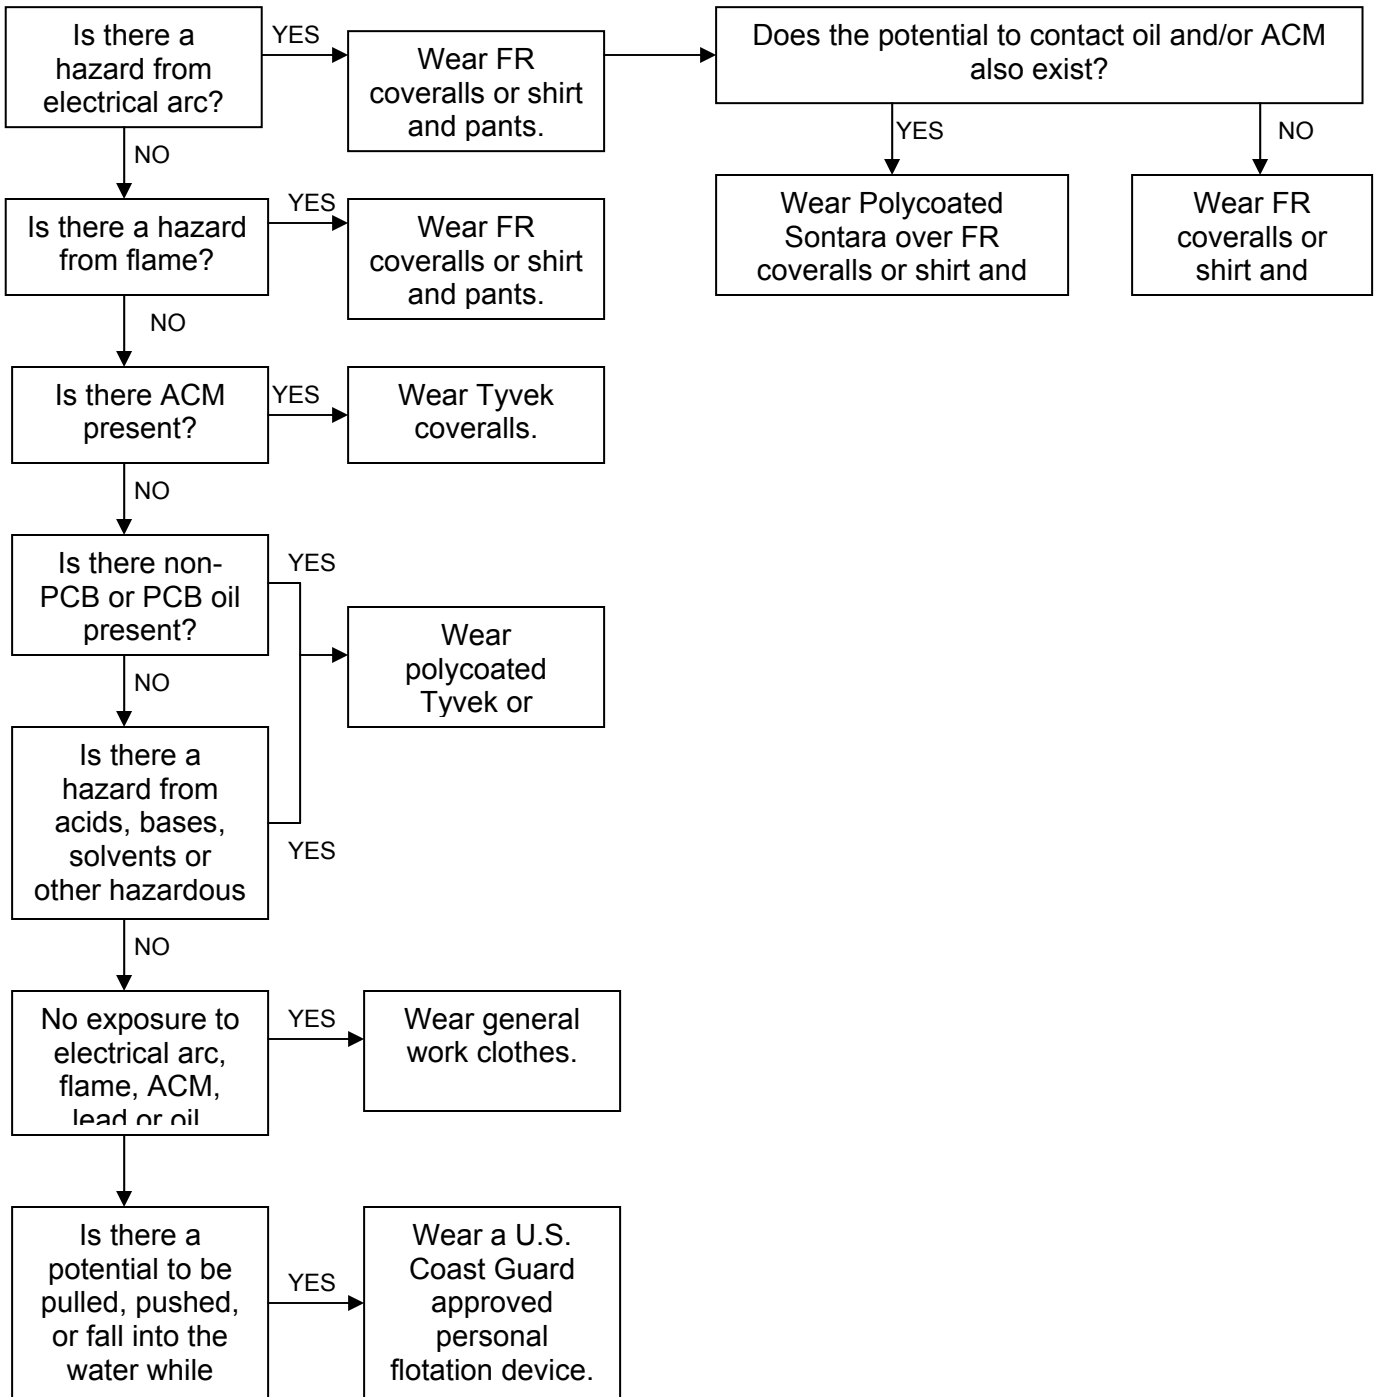 Is there a
hazard from
electrical arc?
YES
Wear FR
coveralls or shirt
and pants.
Does the potential to contact oil and/or ACM
also exist?
NO
YES
NO
Is there a hazard
from flame?
YES
Wear FR
coveralls or shirt
and pants.
Wear Polycoated
Sontara over FR
coveralls or shirt and
Wear FR
coveralls or
shirt and
NO
Is there ACM
present?
YES
Wear Tyvek
coveralls.
NO
Is there non-
PCB or PCB oil
present?
YES
Wear
polycoated
Tyvek or
NO
Is there a
hazard from
acids, bases,
solvents or
other hazardous
YES
NO
No exposure to
electrical arc,
flame, ACM,
lead or oil
YES
Wear general
work clothes.
Is there a
potential to be
pulled, pushed,
or fall into the
water while
YES
Wear a U.S.
Coast Guard
approved
personal
flotation device.